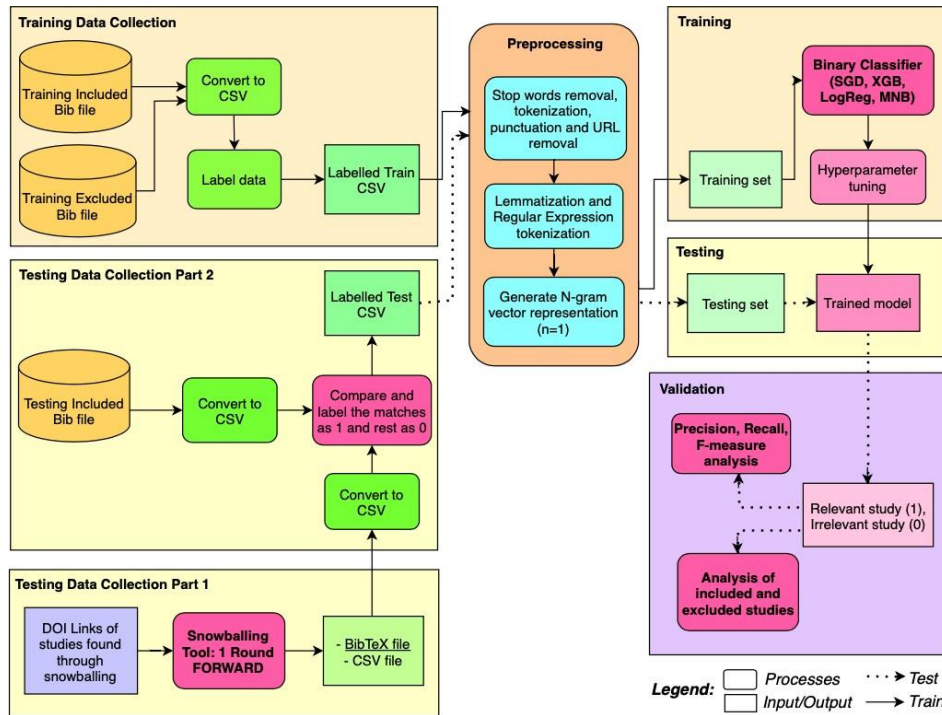 Training Data Collection
Training Included
Bib file
Training Excluded
Bib file
Convert to
CSV
Label data
Labelled Train
CSV
Testing Data Collection Part 2
Testing Included
Bib file
Convert to
CSV
Labelled Test
CSV
Compare and
label the matches
as 1 and rest as 0
Convert to
CSV
Testing Data Collection Part 1
DOI Links of
studies found
through
snowballing
Snowballing
Tool: 1 Round
FORWARD
- BibTeX file
- CSV file
Preprocessing
Stop words removal,
tokenization,
punctuation and URL
removal
Lemmatization and
Regular Expression
tokenization
Generate N-gram
vector representation
(n=1)
Training
Training set
Binary Classifier
(SGD, XGB,
LogReg, MNB)
Hyperparameter
tuning
Testing
Testing set
Trained model
Validation
Precision, Recall,
F-measure
analysis
Relevant study (1),
Irrelevant study (0)
Analysis of
included and
excluded studies
Legend:
Processes
Input/Output
Test
Train